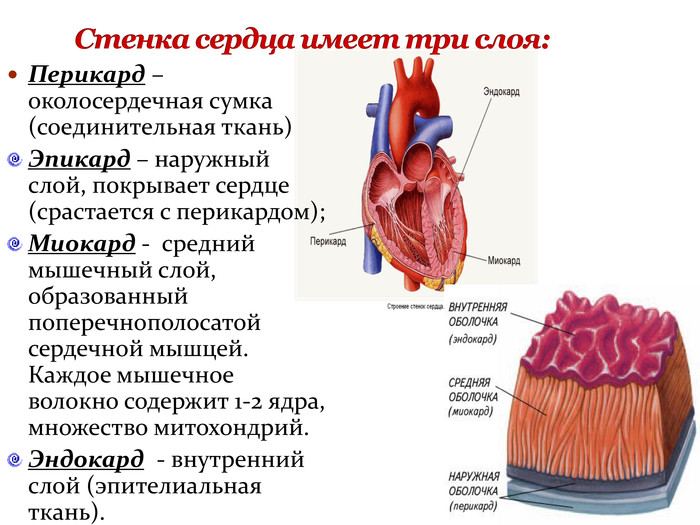 Стенка сердца имеет три слоя:
Перикард –
околосердечная сумка
(соединительная ткань)
Эпикард – наружный
слой, покрывает сердце
(срастается с перикардом);
Миокард - средний
мышечный слой,
образованный
поперечнополосатой
сердечной мышцей.
Каждое мышечное
волокно содержит 1-2 ядра,
множество митохондрий.
Эндокард - внутренний
слой (эпителиальная
ткань).
Эндокард
Перикард
Миокард
Строение стенок сердца.
ВНУТРЕННЯЯ
ОБОЛОЧКА
(эндокард)
СРЕДНЯЯ
ОБОЛОЧКА
(миокард)
НАРУЖНАЯ
ОБОЛОЧКА
(перикард)